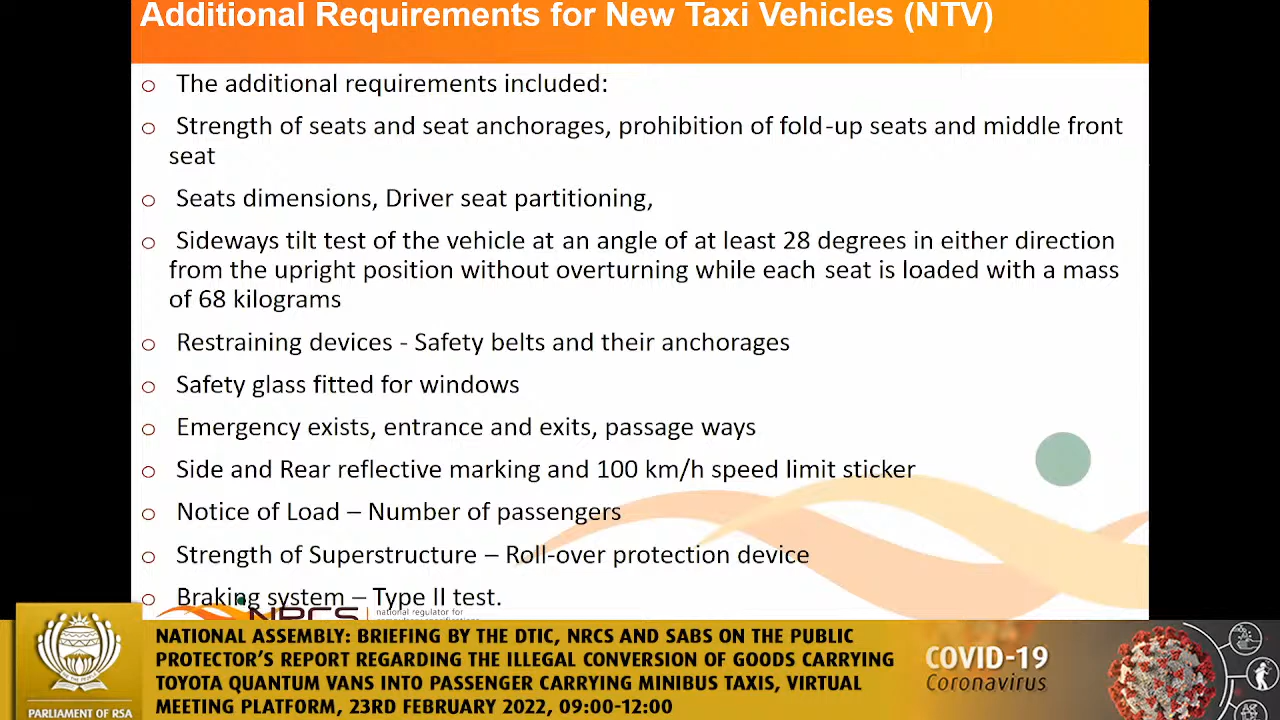 Additional Requirements for New Taxi Vehicles (NTV)
o The additional requirements included:
o Strength of seats and seat anchorages, prohibition of fold-up seats and middle front
seat
o Seats dimensions, Driver seat partitioning,
o Sideways tilt test of the vehicle at an angle of at least 28 degrees in either direction
from the upright position without overturning while each seat is loaded with a mass
of 68 kilograms
o Restraining devices - Safety belts and their anchorages
o Safety glass fitted for windows
o Emergency exists, entrance and exits, passage ways
o Side and Rear reflective marking and 100 km/h speed limit sticker
o Notice of Load – Number of passengers
o Strength of Superstructure – Roll-over protection device
o Braking system – Type II test.
NRCS
national regulator for
NATIONAL ASSEMBLY: BRIEFING BY THE DTIC, NRCS AND SABS ON THE PUBLIC
PROTECTOR'S REPORT REGARDING THE ILLEGAL CONVERSION OF GOODS CARRYING
TOYOTA QUANTUM VANS INTO PASSENGER CARRYING MINIBUS TAXIS, VIRTUAL
MEETING PLATFORM, 23RD FEBRUARY 2022, 09:00-12:00
PARLIAMENT OF RSA
COVID-19
Coronavirus